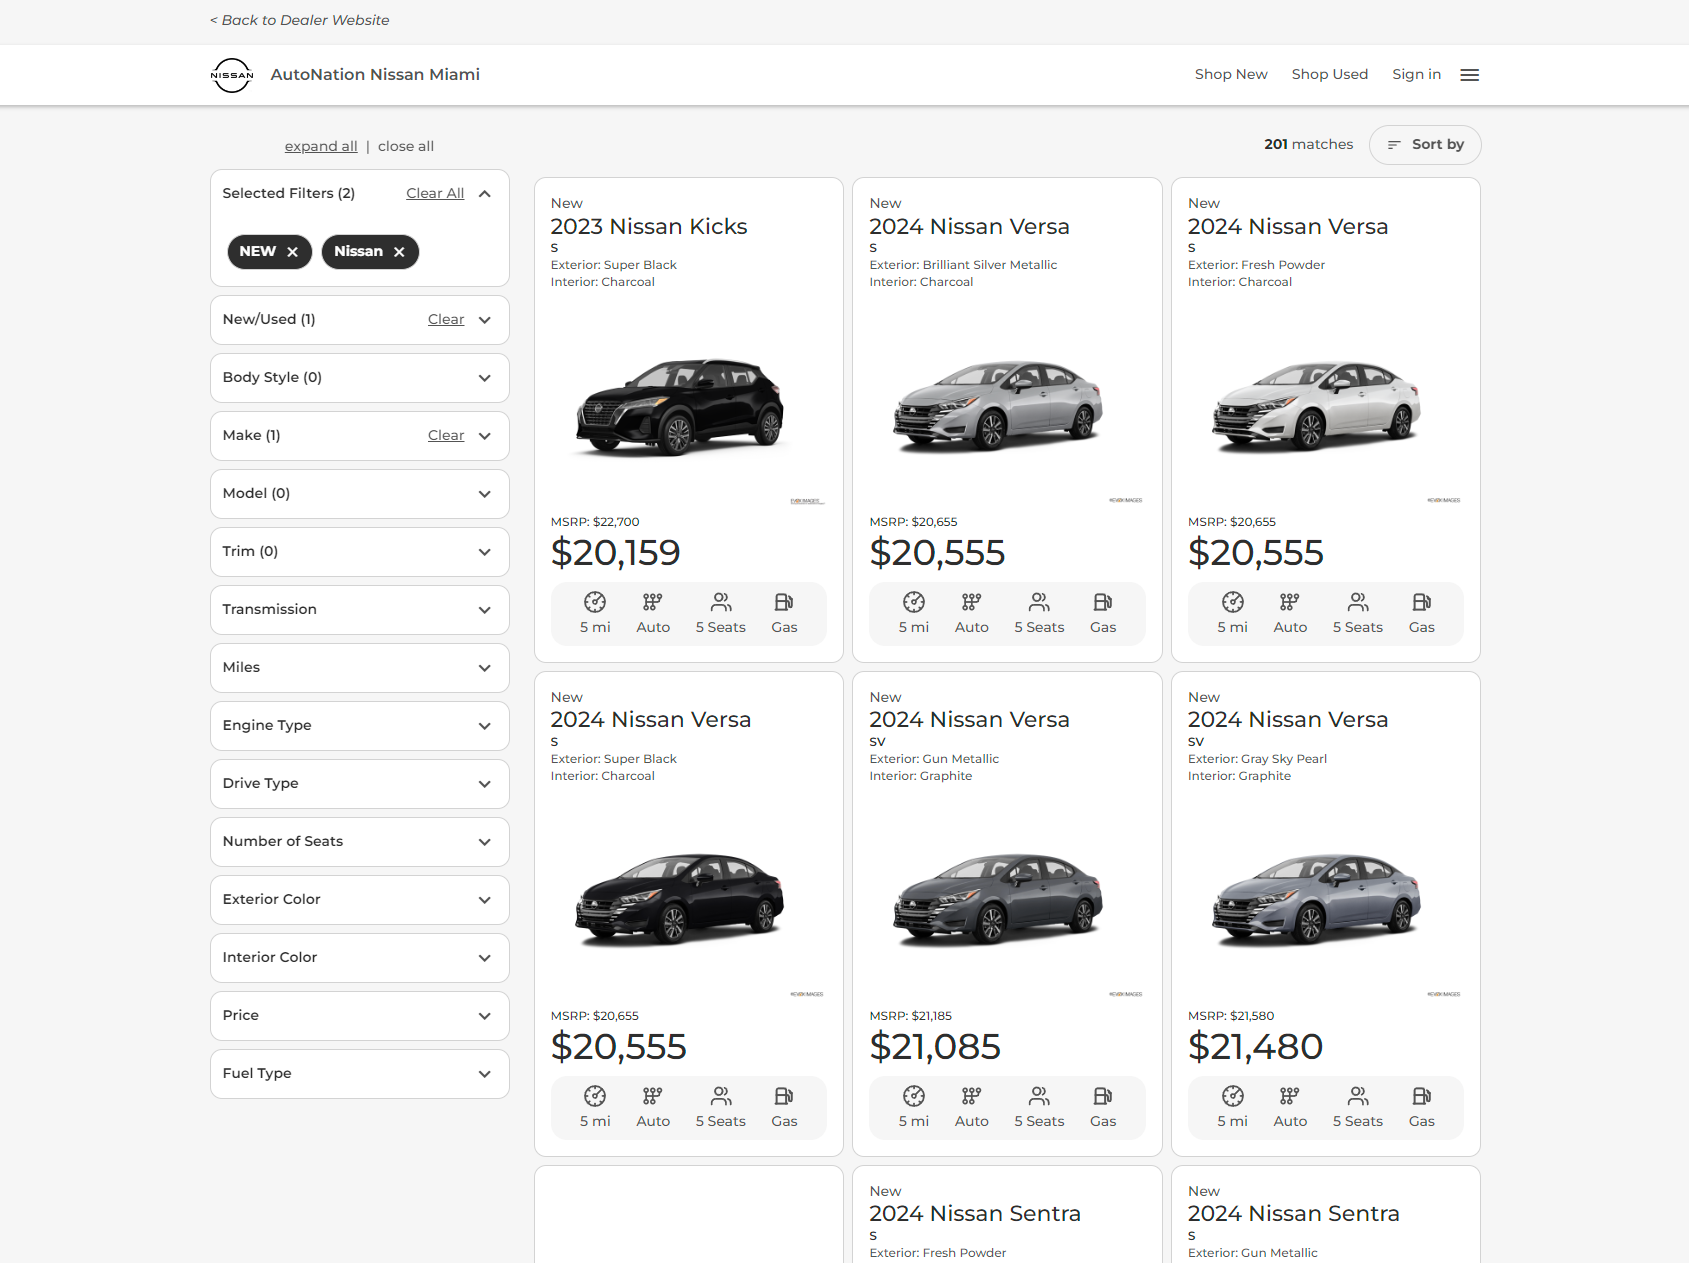 < Back to Dealer Website
NISSAN
AutoNation Nissan Miami
Shop New
Shop Used
Sign in
expand all | close all
201 matches
Sort by
Selected Filters (2)
Clear All
NEW
Nissan
New/Used (1)
Clear
Body Style (0)
Make (1)
Clear
Model (0)
Trim (0)
Transmission
Miles
Engine Type
Drive Type
Number of Seats
Exterior Color
Interior Color
Price
Fuel Type
New
2023 Nissan Kicks
S
Exterior: Super Black
Interior: Charcoal
MSRP: $22,700
$20,159
5 mi
Auto
5 Seats
Gas
New
2024 Nissan Versa
S
Exterior: Brilliant Silver Metallic
Interior: Charcoal
©EVOX IMAGES
MSRP: $20,655
$20,555
5 mi
Auto
5 Seats
Gas
New
2024 Nissan Versa
S
Exterior: Fresh Powder
Interior: Charcoal
©EVOX IMAGES
MSRP: $20,655
$20,555
5 mi
Auto
5 Seats
Gas
New
2024 Nissan Versa
S
Exterior: Super Black
Interior: Charcoal
©EVOX IMAGES
MSRP: $20,655
$20,555
5 mi
Auto
5 Seats
Gas
New
2024 Nissan Versa
SV
Exterior: Gun Metallic
Interior: Graphite
©EVOX IMAGES
MSRP: $21,185
$21,085
5 mi
Auto
5 Seats
Gas
New
2024 Nissan Versa
SV
Exterior: Gray Sky Pearl
Interior: Graphite
©EVOX IMAGES
MSRP: $21,580
$21,480
5 mi
Auto
5 Seats
Gas
New
2024 Nissan Sentra
S
Exterior: Fresh Powder
New
2024 Nissan Sentra
S
Exterior: Gun Metallic